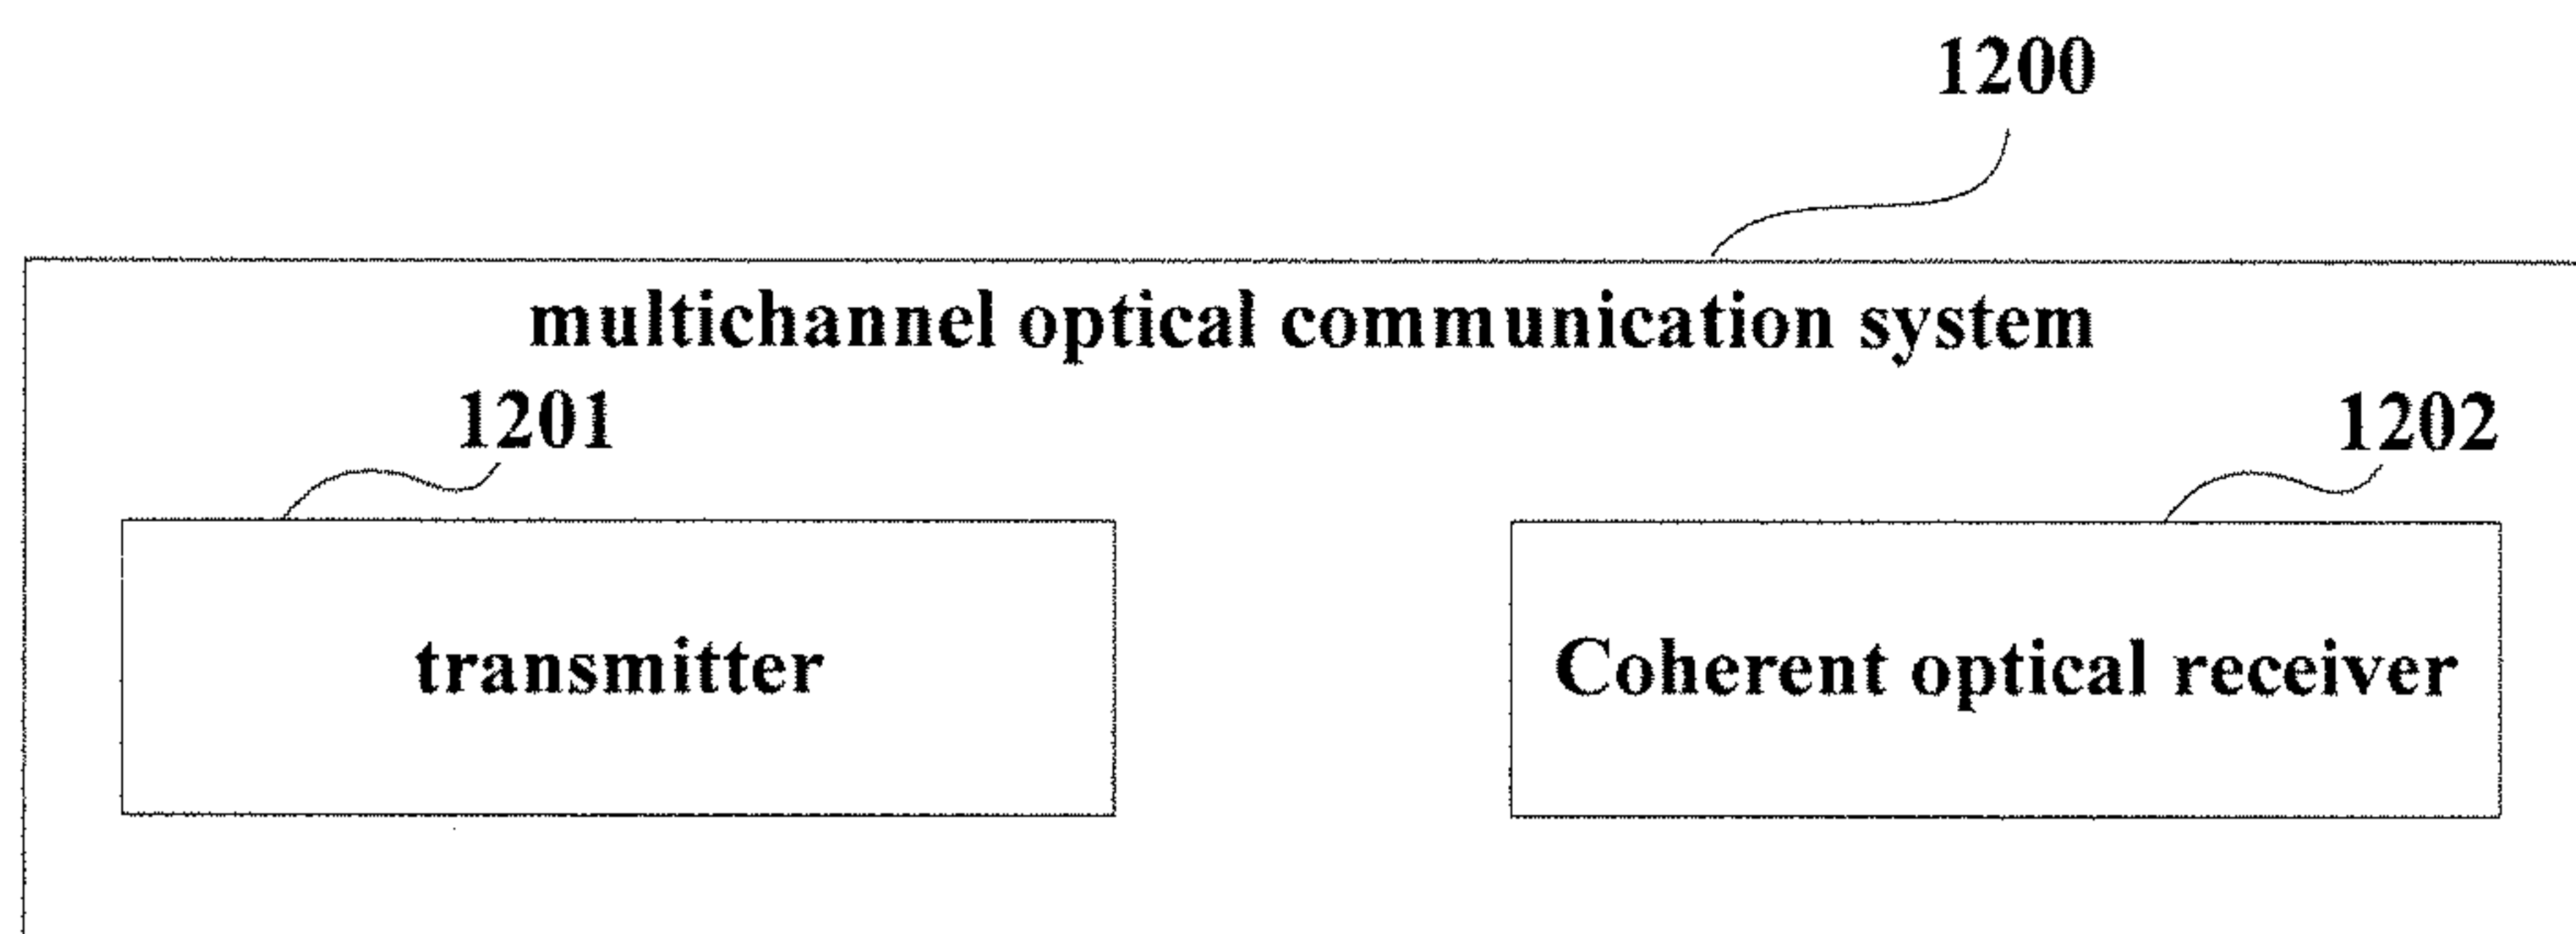 1200
multichannel optical communication system
1201
1202
transmitter
Coherent optical receiver